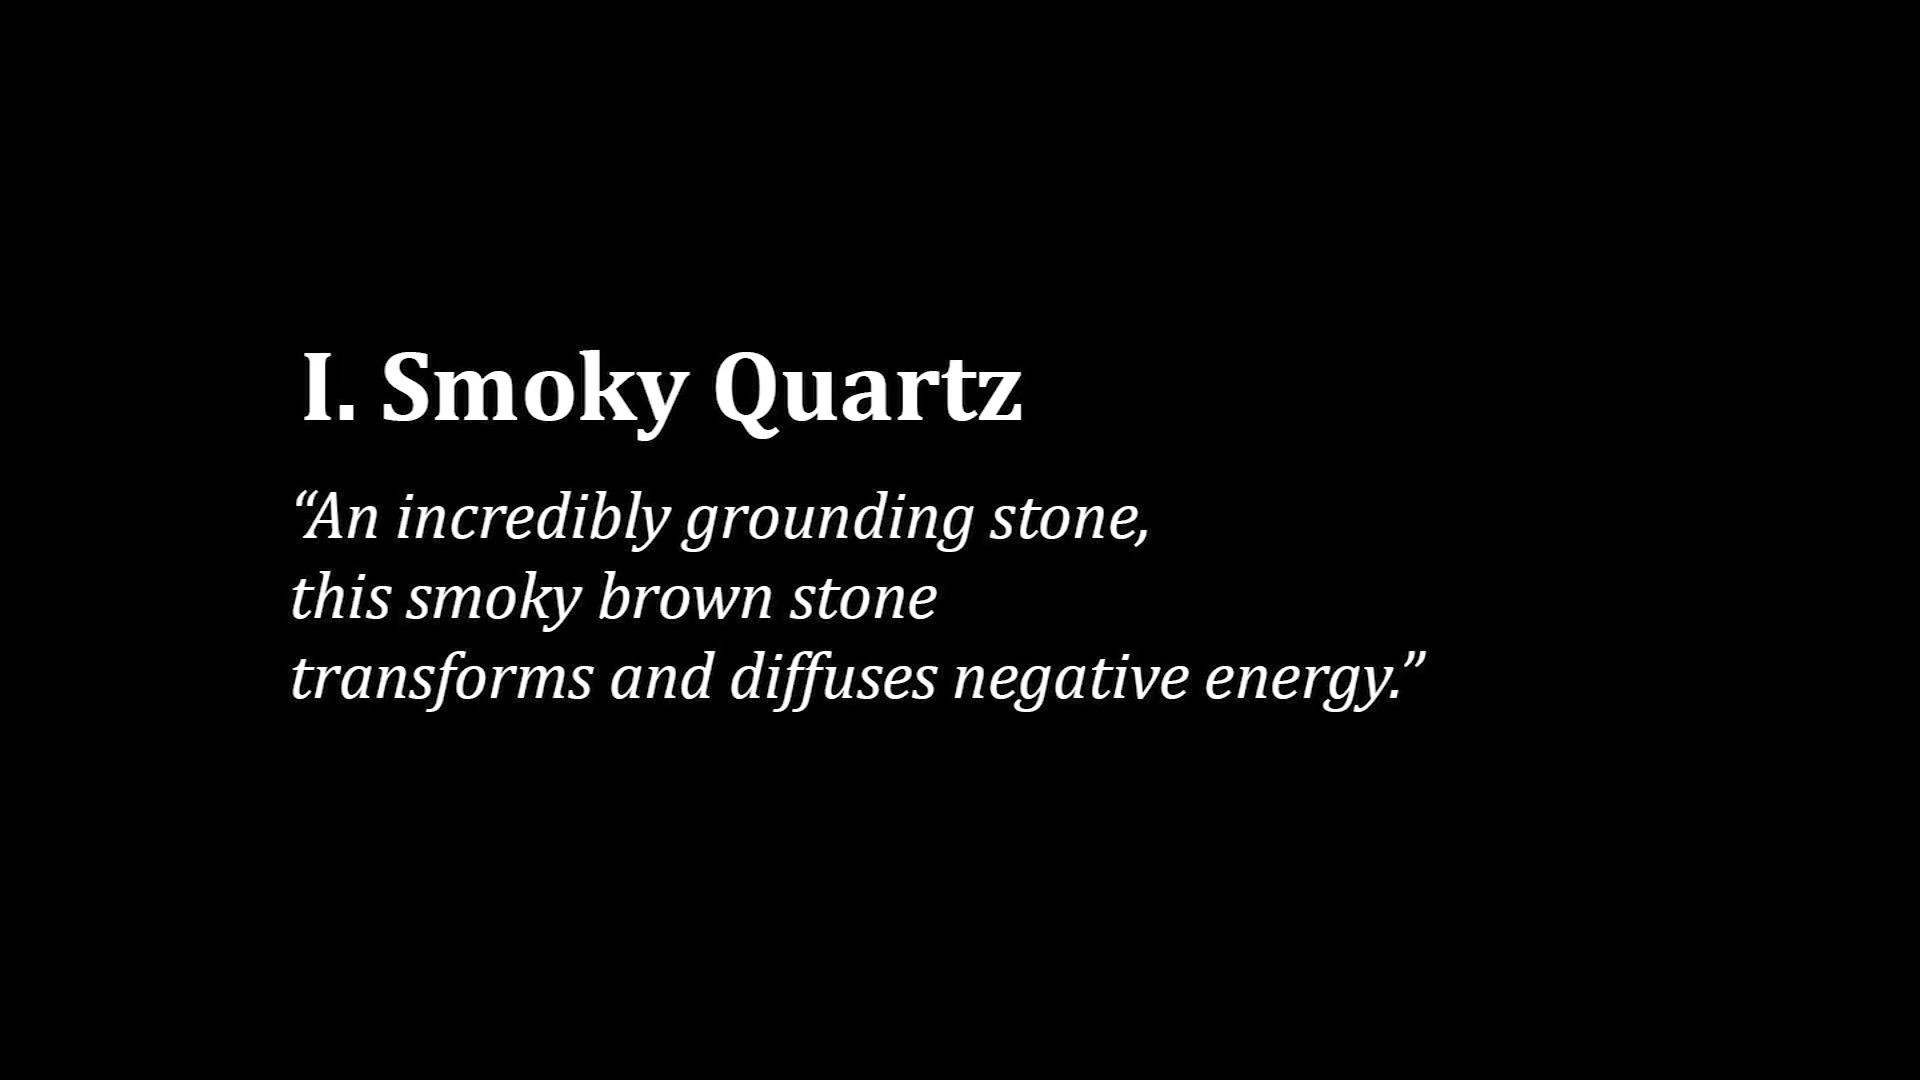 I. Smoky Quartz
“An incredibly grounding stone,
this smoky brown stone
transforms and diffuses negative energy.”